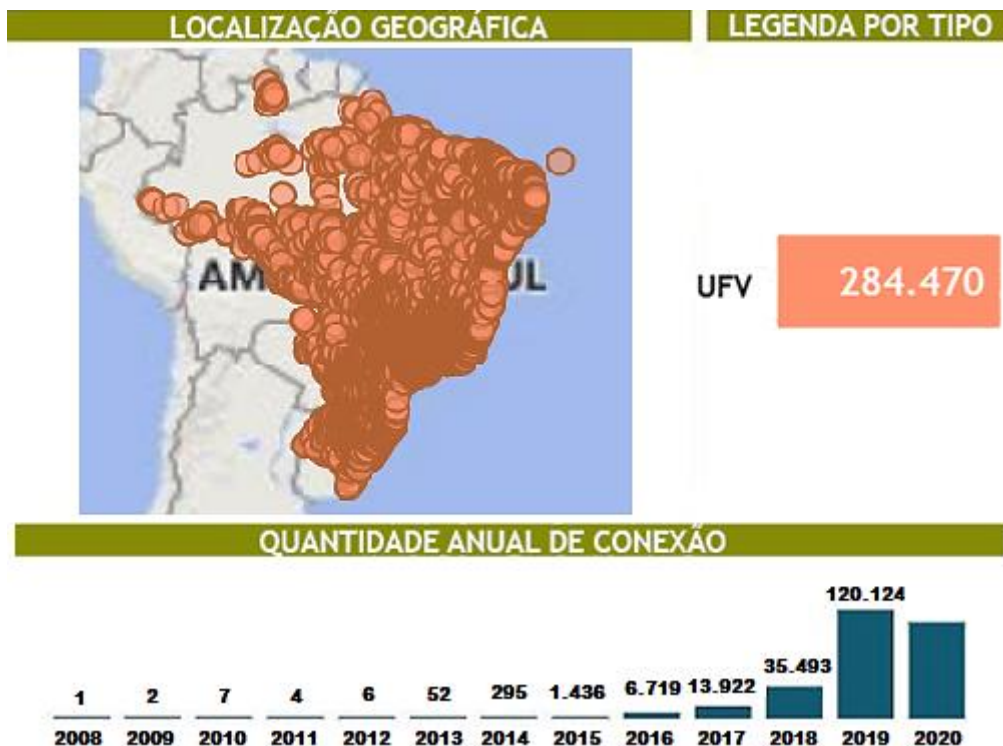 LOCALIZAÇÃO GEOGRÁFICA
LEGENDA POR TIPO
AM
UL
UFV
284.470
QUANTIDADE ANUAL DE CONEXÃO
1 2 7 4 6 52 295 1.436 6.719 13.922 35.493 120.124
2008 2009 2010 2011 2012 2013 2014 2015 2016 2017 2018 2019 2020